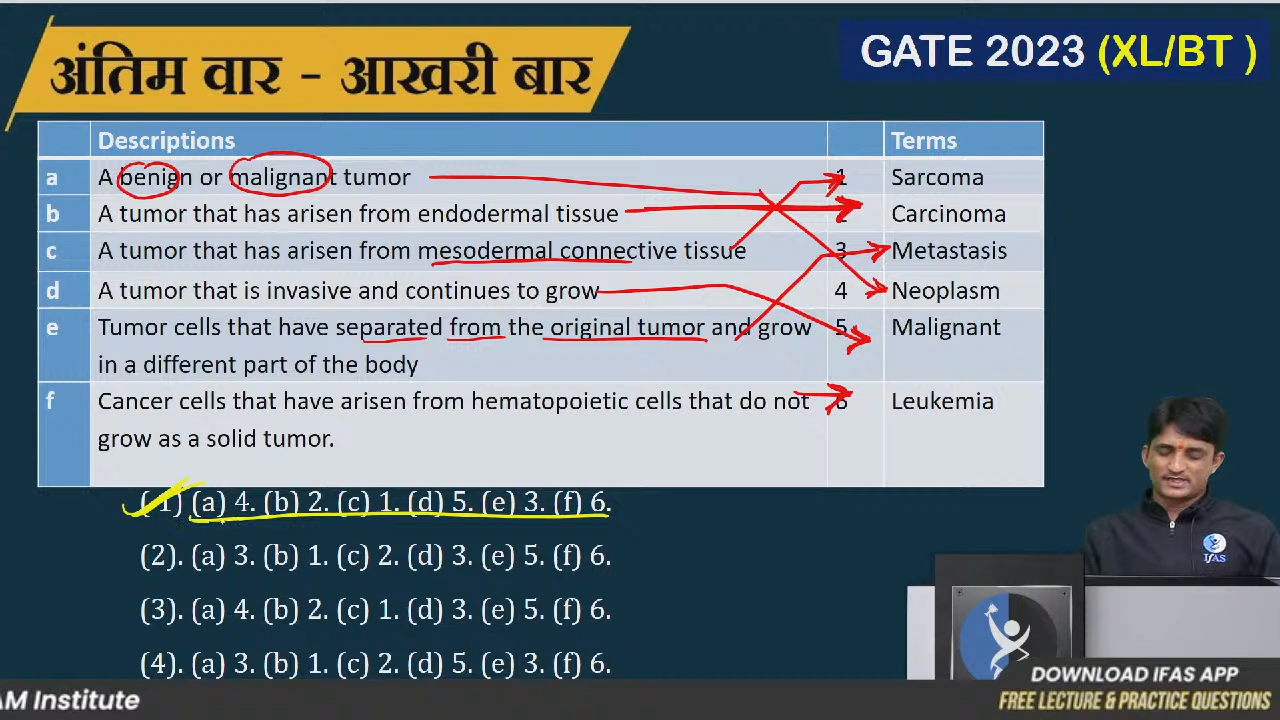 अंतिम वार - आखरी बार
GATE 2023 (XL/BT )
Descriptions Terms
a A benign or malignant tumor 1 Sarcoma
b A tumor that has arisen from endodermal tissue 2 Carcinoma
c A tumor that has arisen from mesodermal connective tissue 3 Metastasis
d A tumor that is invasive and continues to grow 4 Neoplasm
e Tumor cells that have separated from the original tumor and grow 5 Malignant
in a different part of the body
f Cancer cells that have arisen from hematopoietic cells that do not 6 Leukemia
grow as a solid tumor.
(1) (a) 4. (b) 2. (c) 1. (d) 5. (e) 3. (f) 6.
(2). (a) 3. (b) 1. (c) 2. (d) 3. (e) 5. (f) 6.
(3). (a) 4. (b) 2. (c) 1. (d) 3. (e) 5. (f) 6.
(4). (a) 3. (b) 1. (c) 2. (d) 5. (e) 3. (f) 6.
IFAS
DOWNLOAD IFAS APP
FREE LECTURE & PRACTICE QUESTIONS
AM Institute